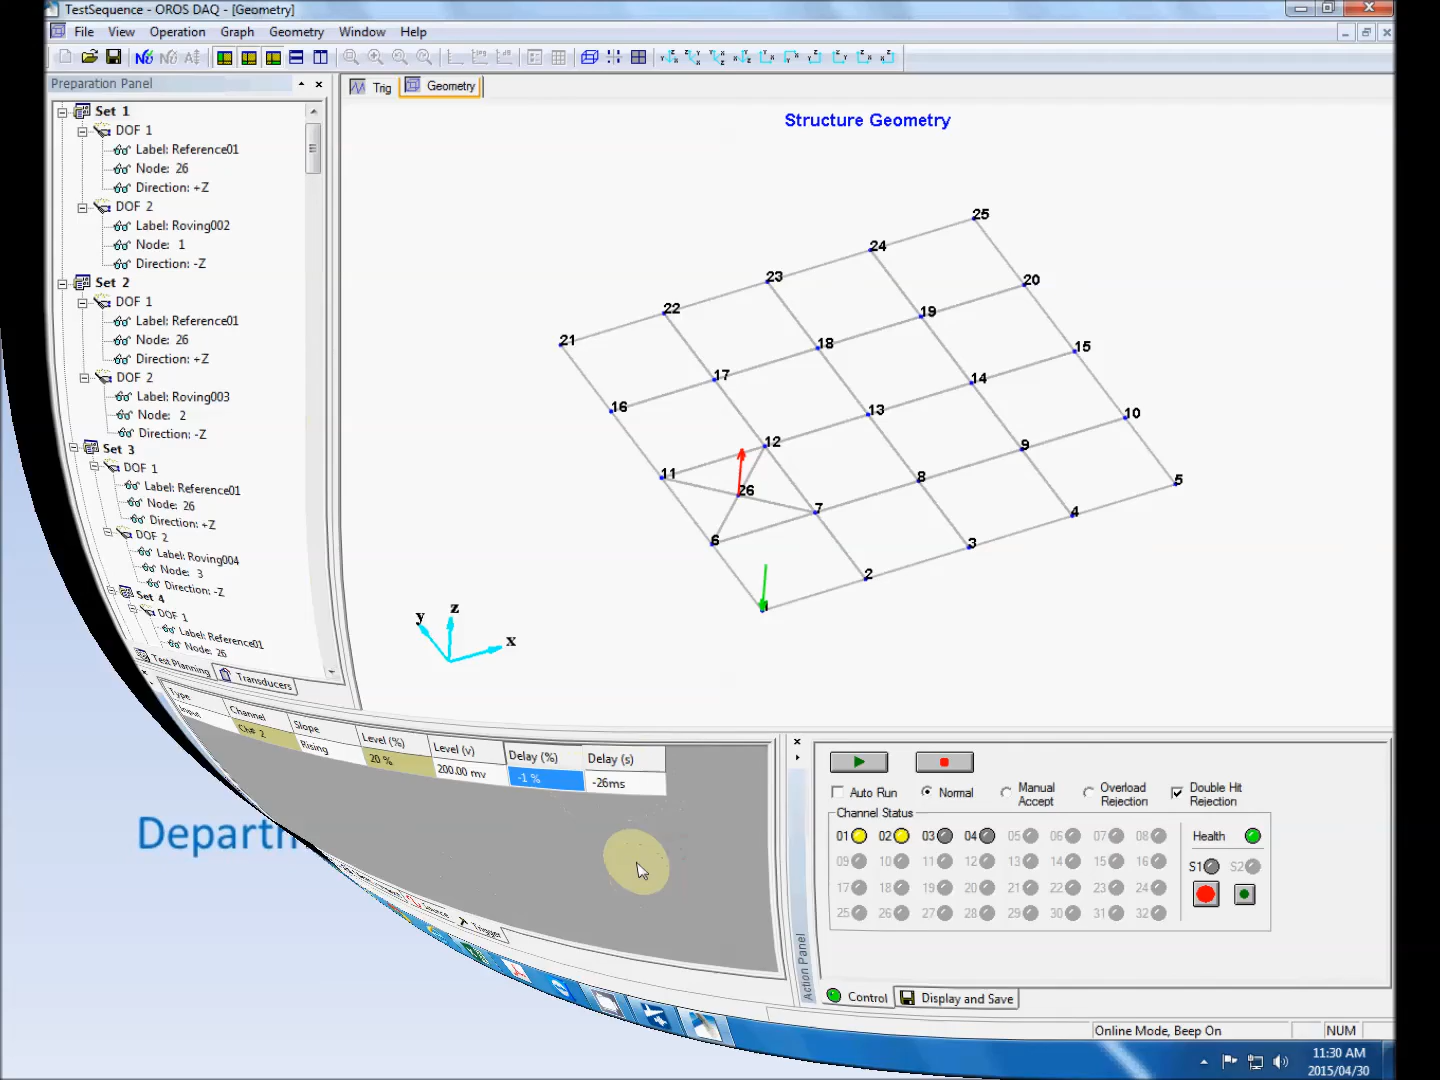 TestSequence - OROS DAQ - [Geometry]
File View Operation Graph Geometry Window Help
Preparation Panel
Trig Geometry
Set 1
DOF 1
Label: Reference01
Node: 26
Direction: +Z
DOF 2
Label: Roving002
Node: 1
Direction: -Z
Set 2
DOF 1
Label: Reference01
Node: 26
Direction: +Z
DOF 2
Label: Roving003
Node: 2
Direction: -Z
Set 3
DOF 1
Label: Reference01
Node: 26
Direction: +Z
DOF 2
Label: Roving004
Node: 3
Direction: -Z
Set 4
DOF 1
Label: Reference01
Node: 26
Test Planning Transducers
Structure Geometry
25
24
23
20
22
19
21
18
15
17
14
16
13
10
12
9
11
8
5
26
7
4
6
3
2
z
y
x
Type Channel Slope Level (%) Level (v) Delay (%) Delay (s)
Input Ch# 2 Rising 20 % 200.00 mv -1 % -26ms
Source Trigger
Departm
Action Panel
Auto Run Normal Manual Accept Overload Rejection Double Hit Rejection
Channel Status
01 02 03 04 05 06 07 08
09 10 11 12 13 14 15 16
17 18 19 20 21 22 23 24
25 26 27 28 29 30 31 32
Health
S1 S2
Control Display and Save
Online Mode, Beep On NUM
11:30 AM
2015/04/30